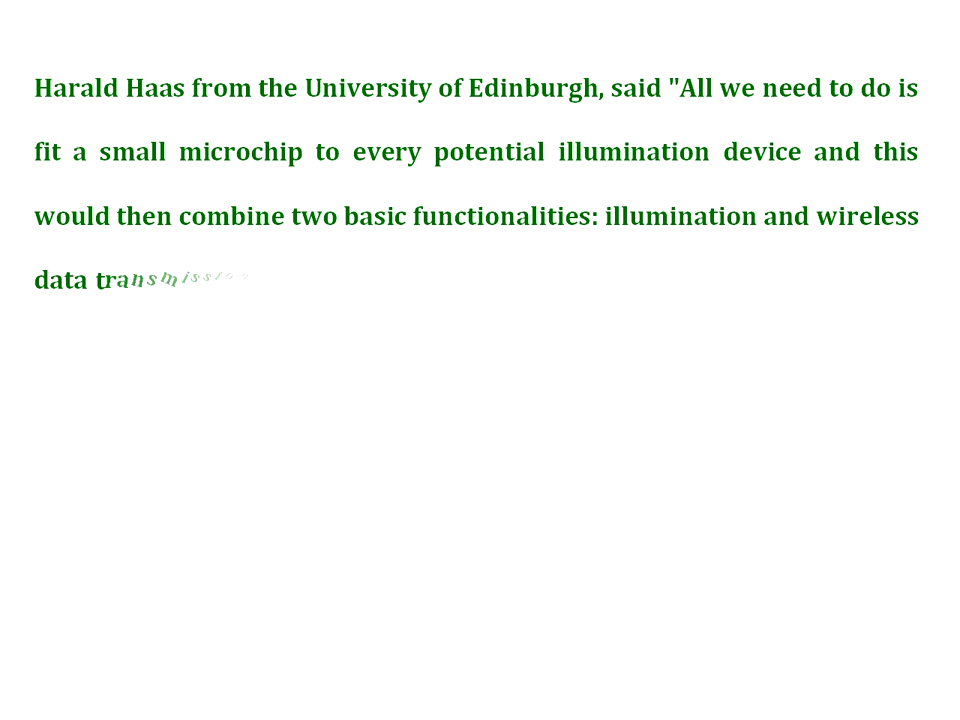 Harald Haas from the University of Edinburgh, said "All we need to do is
fit a small microchip to every potential illumination device and this
would then combine two basic functionalities: illumination and wireless
data transmission